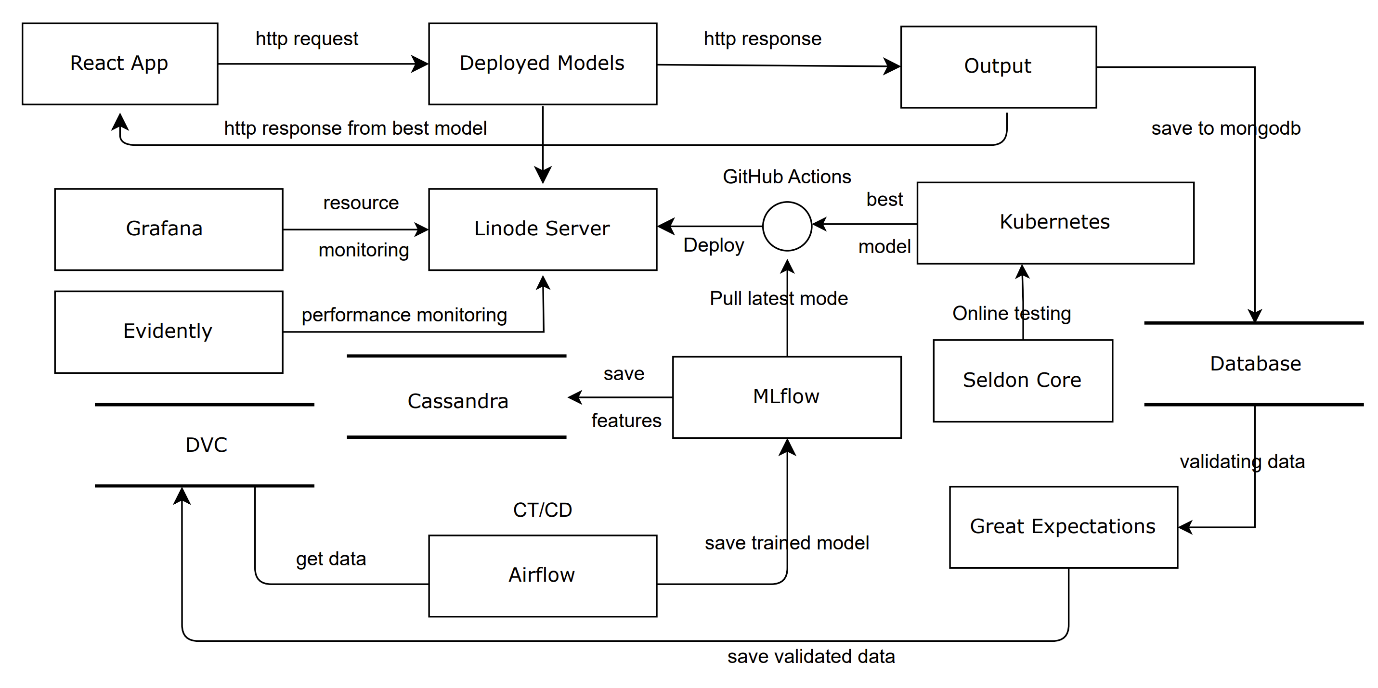 http request
http response
React App
Deployed Models
Output
http response from best model
save to mongodb
GitHub Actions
resource
best
Grafana
Linode Server
Kubernetes
monitoring
Deploy
model
Pull latest mode
Evidently
performance monitoring
Online testing
Database
save
Cassandra
MLflow
Seldon Core
features
DVC
validating data
CT/CD
Great Expectations
get data
Airflow
save trained model
save validated data